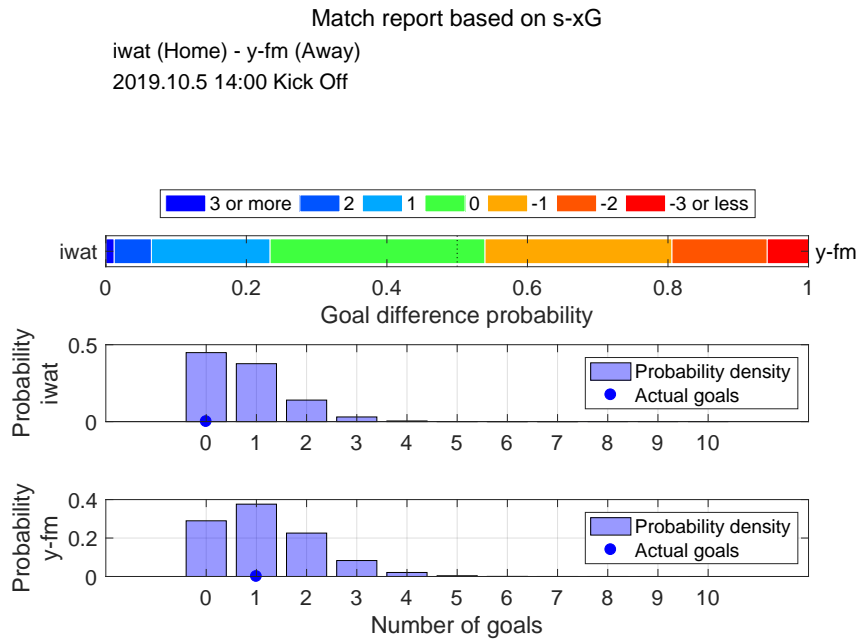 Match report based on s-xG
iwat (Home) - y-fm (Away)
2019.10.5 14:00 Kick Off
3 or more 2 1 0 -1 -2 -3 or less
iwat y-fm
0 0.2 0.4 0.6 0.8 1
Goal difference probability
Probability
iwat
0.5
0
Probability density
Actual goals
0 1 2 3 4 5 6 7 8 9 10
Probability
y-fm
0.4
0.2
0
Probability density
Actual goals
0 1 2 3 4 5 6 7 8 9 10
Number of goals